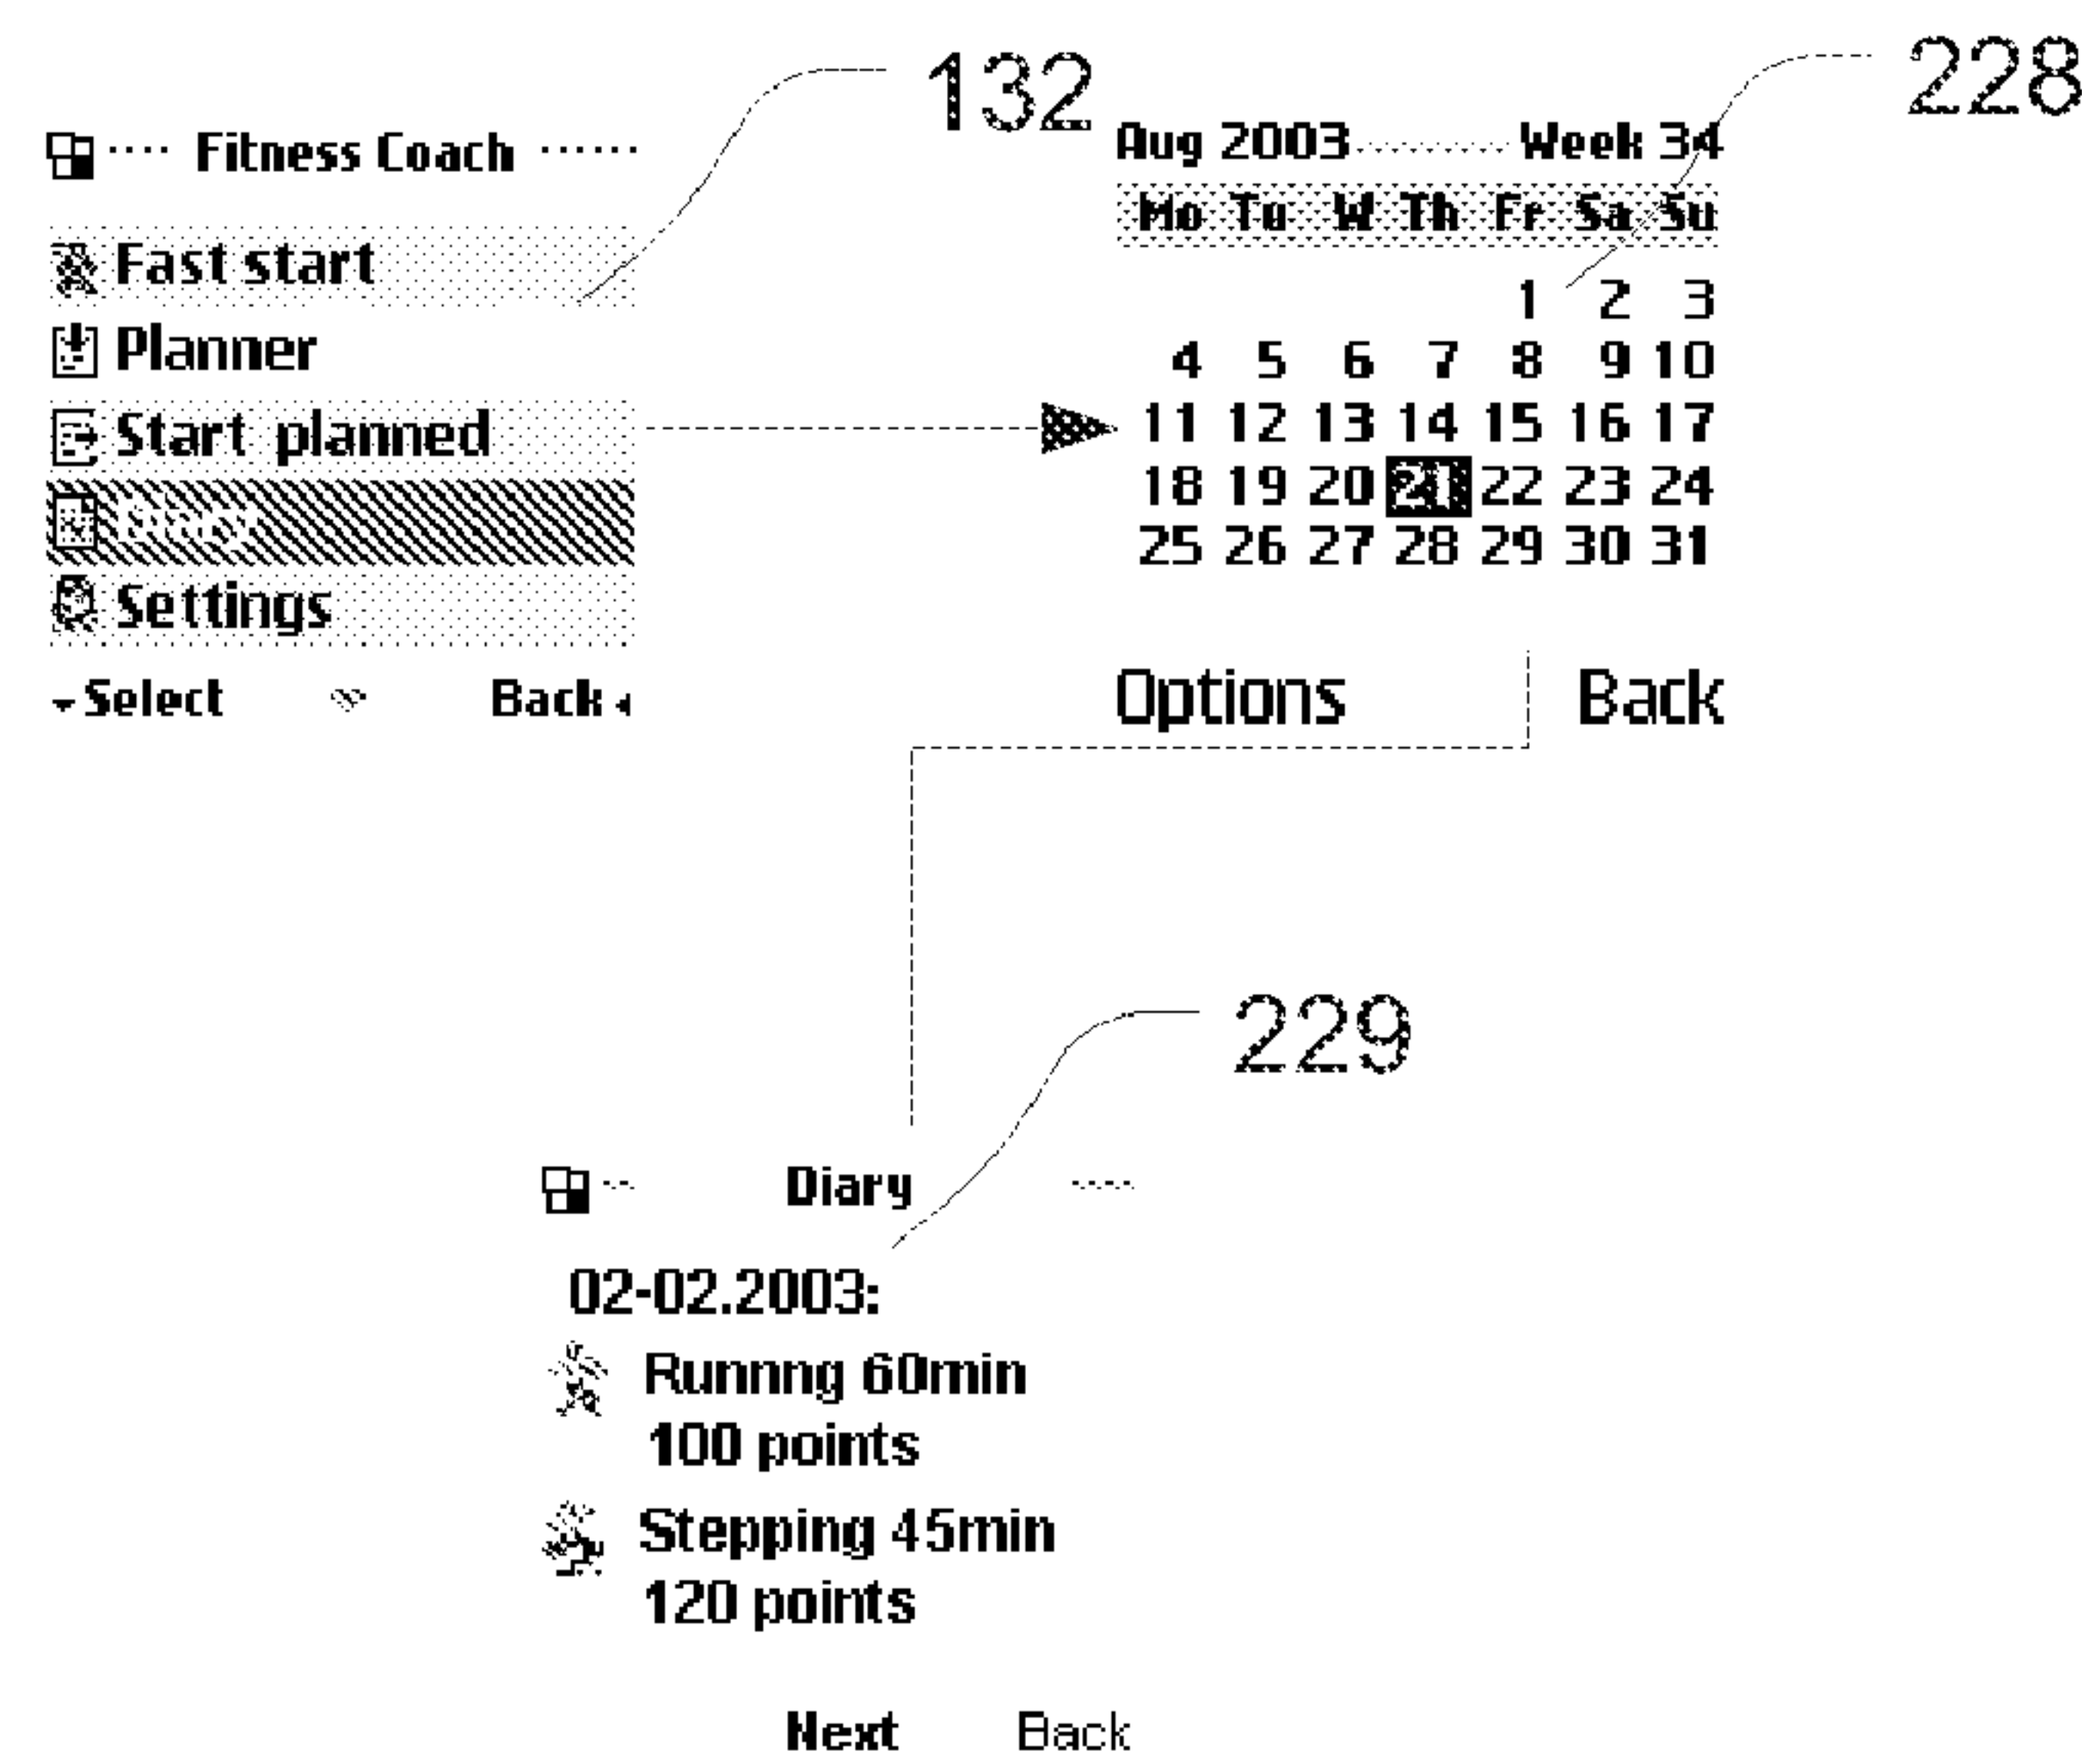 132
228
Fitness Coach
Fast start
Planner
Start planned
Settings
Select Back
Aug 2003 Week 34
Mo Tu W Th Fr Sa Su
1 2 3
4 5 6 7 8 9 10
11 12 13 14 15 16 17
18 19 20 21 22 23 24
25 26 27 28 29 30 31
Options Back
229
Diary
02-02.2003:
Runnng 60min
100 points
Stepping 45min
120 points
Next Back